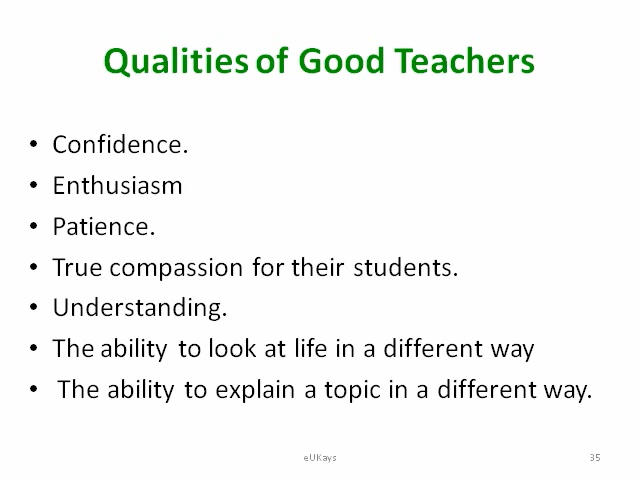 Qualities of Good Teachers
• Confidence.
• Enthusiasm
• Patience.
• True compassion for their students.
• Understanding.
• The ability to look at life in a different way
• The ability to explain a topic in a different way.
eUKays
35